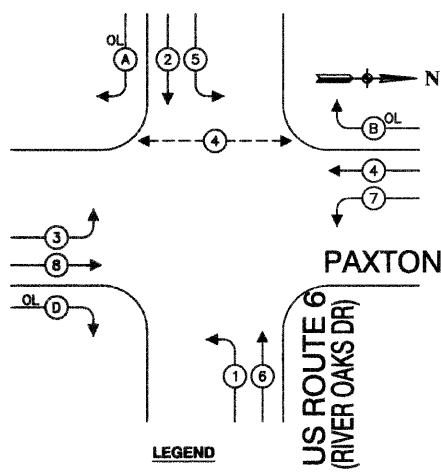 OL
A
2
5
N
B
OL
4
4
7
3
8
PAXTON
OL
D
1
6
US ROUTE 6
(RIVER OAKS DR)
LEGEND